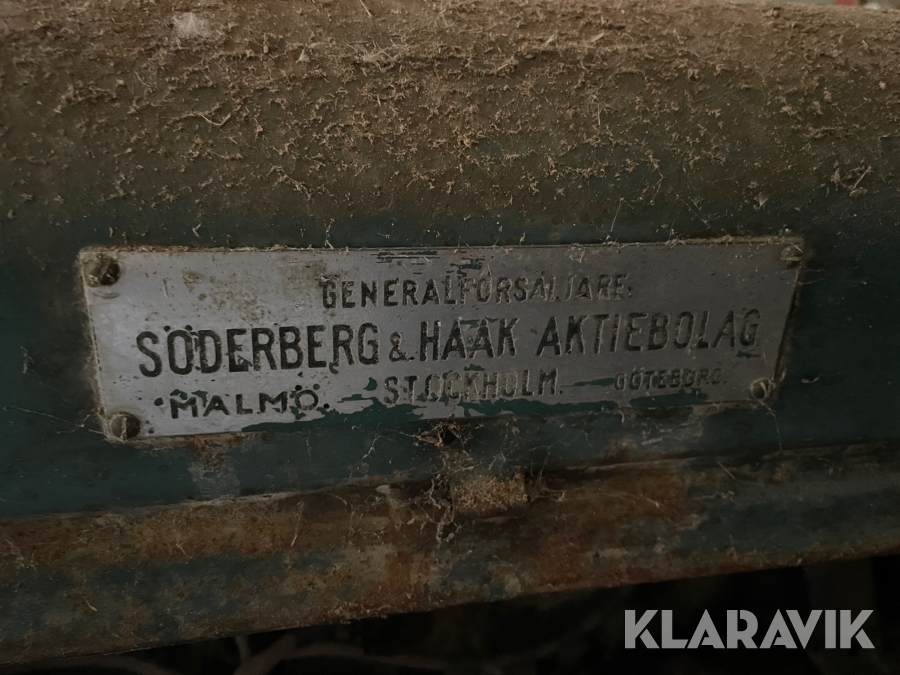 GENERALFÖRSÄLJARE:
SÖDERBERG & HAAK AKTIEBOLAG
MALMÖ. STOCKHOLM. GÖTEBORG.
KLARAVIK